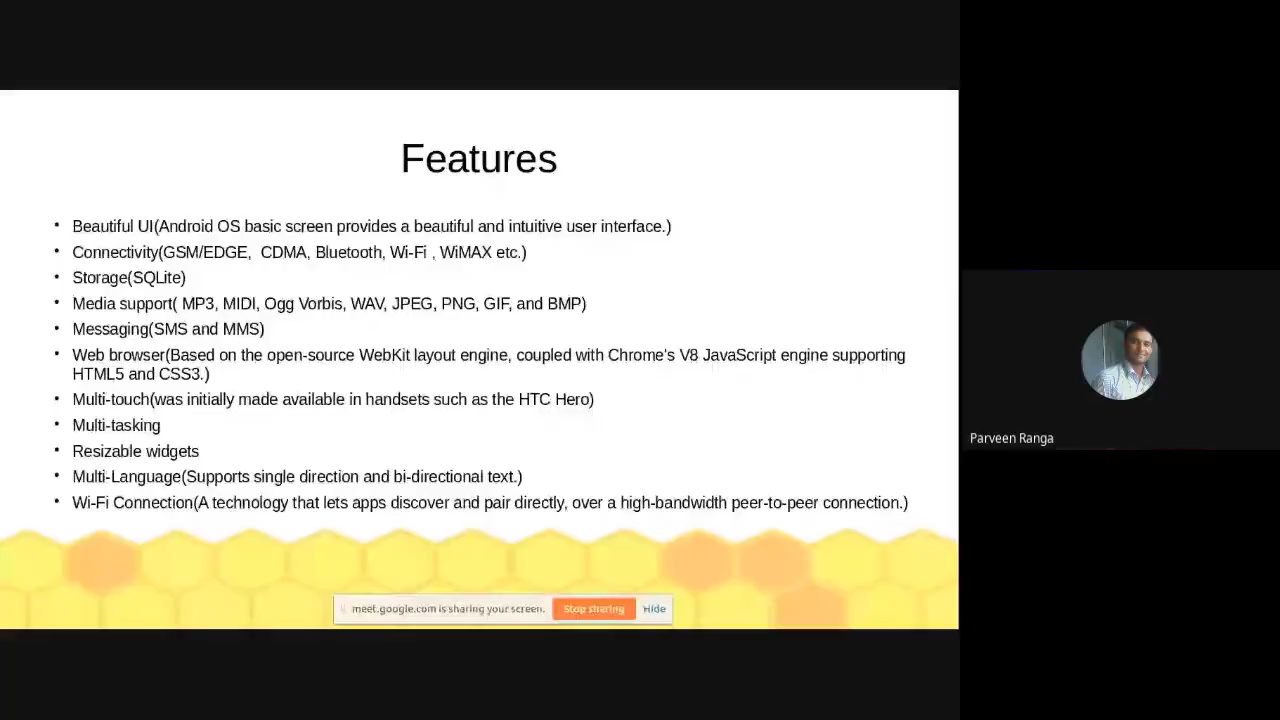 Features
• Beautiful UI(Android OS basic screen provides a beautiful and intuitive user interface.)
• Connectivity(GSM/EDGE,  CDMA, Bluetooth, Wi-Fi , WiMAX etc.)
• Storage(SQLite)
• Media support( MP3, MIDI, Ogg Vorbis, WAV, JPEG, PNG, GIF, and BMP)
• Messaging(SMS and MMS)
• Web browser(Based on the open-source WebKit layout engine, coupled with Chrome's V8 JavaScript engine supporting
HTML5 and CSS3.)
• Multi-touch(was initially made available in handsets such as the HTC Hero)
• Multi-tasking
• Resizable widgets
• Multi-Language(Supports single direction and bi-directional text.)
• Wi-Fi Connection(A technology that lets apps discover and pair directly, over a high-bandwidth peer-to-peer connection.)
meet.google.com is sharing your screen. Stop sharing Hide
Parveen Ranga